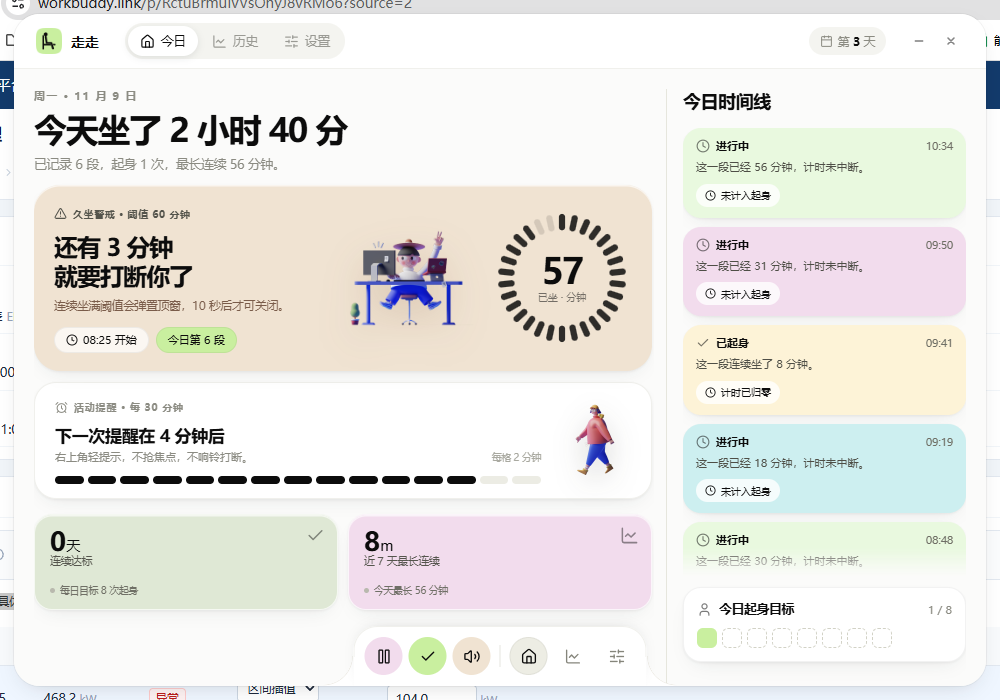 workbuddy.link/p/RctuBrmuIVvsOhyJ8VRMo6?source=2
走走
今日
历史
设置
第 3 天
周一 • 11 月 9 日
今天坐了 2 小时 40 分
已记录 6 段，起身 1 次，最长连续 56 分钟。
久坐警戒 • 阈值 60 分钟
还有 3 分钟
就要打断你了
连续坐满阈值会弹置顶窗，10 秒后才可关闭。
08:25 开始
今日第 6 段
57
已坐 · 分钟
活动提醒 • 每 30 分钟
下一次提醒在 4 分钟后
右上角轻提示，不抢焦点，不响铃打断。
每格 2 分钟
0天
连续达标
每日目标 8 次起身
8m
近 7 天最长连续
今天最长 56 分钟
今日时间线
进行中
10:34
这一段已经 56 分钟，计时未中断。
未计入起身
进行中
09:50
这一段已经 31 分钟，计时未中断。
未计入起身
已起身
09:41
这一段连续坐了 8 分钟。
计时已归零
进行中
09:19
这一段已经 18 分钟，计时未中断。
未计入起身
进行中
08:48
这一段已经 30 分钟，计时未中断。
今日起身目标
1 / 8
468.2 kW
异常
区间插值
104.0
kW